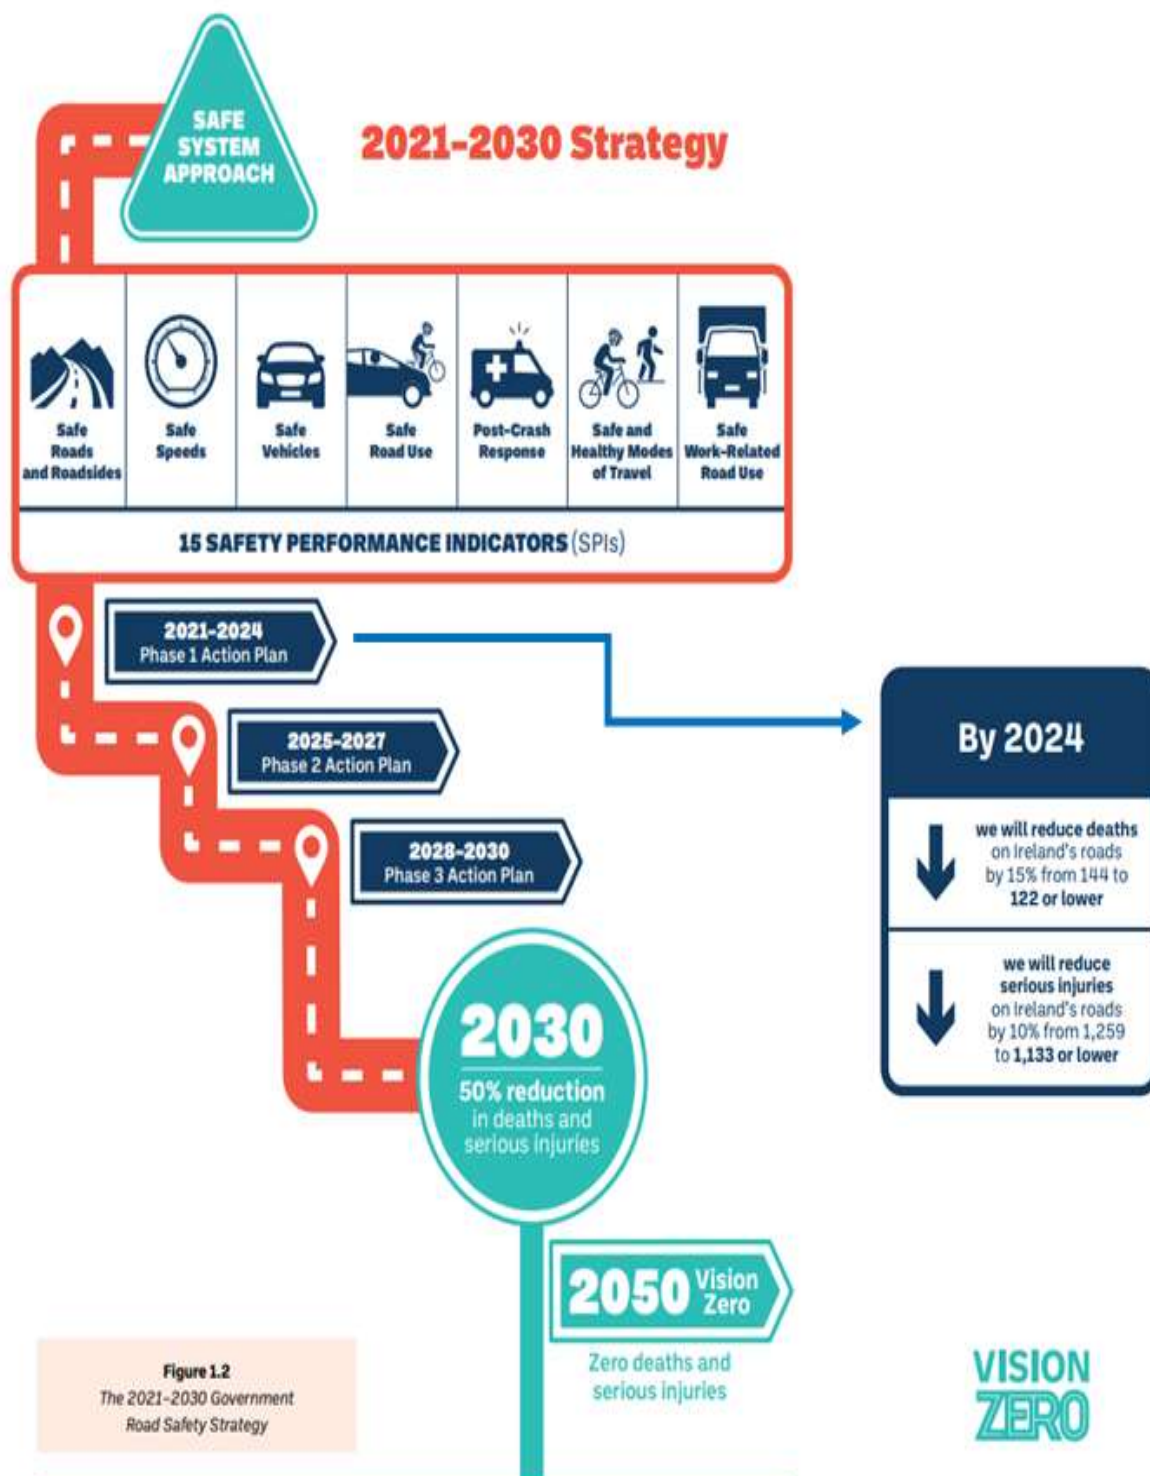 SAFE
SYSTEM
APPROACH
2021-2030 Strategy
Safe
Roads
and Roadsides
Safe
Speeds
Safe
Vehicles
Safe
Road Use
Post-Crash
Response
Safe and
Healthy Modes
of Travel
Safe
Work-Related
Road Use
15 SAFETY PERFORMANCE INDICATORS (SPIs)
2021-2024
Phase 1 Action Plan
2025-2027
Phase 2 Action Plan
2028-2030
Phase 3 Action Plan
By 2024
we will reduce deaths
on Ireland's roads
by 15% from 144 to
122 or lower
we will reduce
serious injuries
on Ireland's roads
by 10% from 1,259
to 1,133 or lower
2030
50% reduction
in deaths and
serious injuries
2050 Vision
Zero
Zero deaths and
serious injuries
Figure 1.2
The 2021-2030 Government
Road Safety Strategy
VISION
ZERO